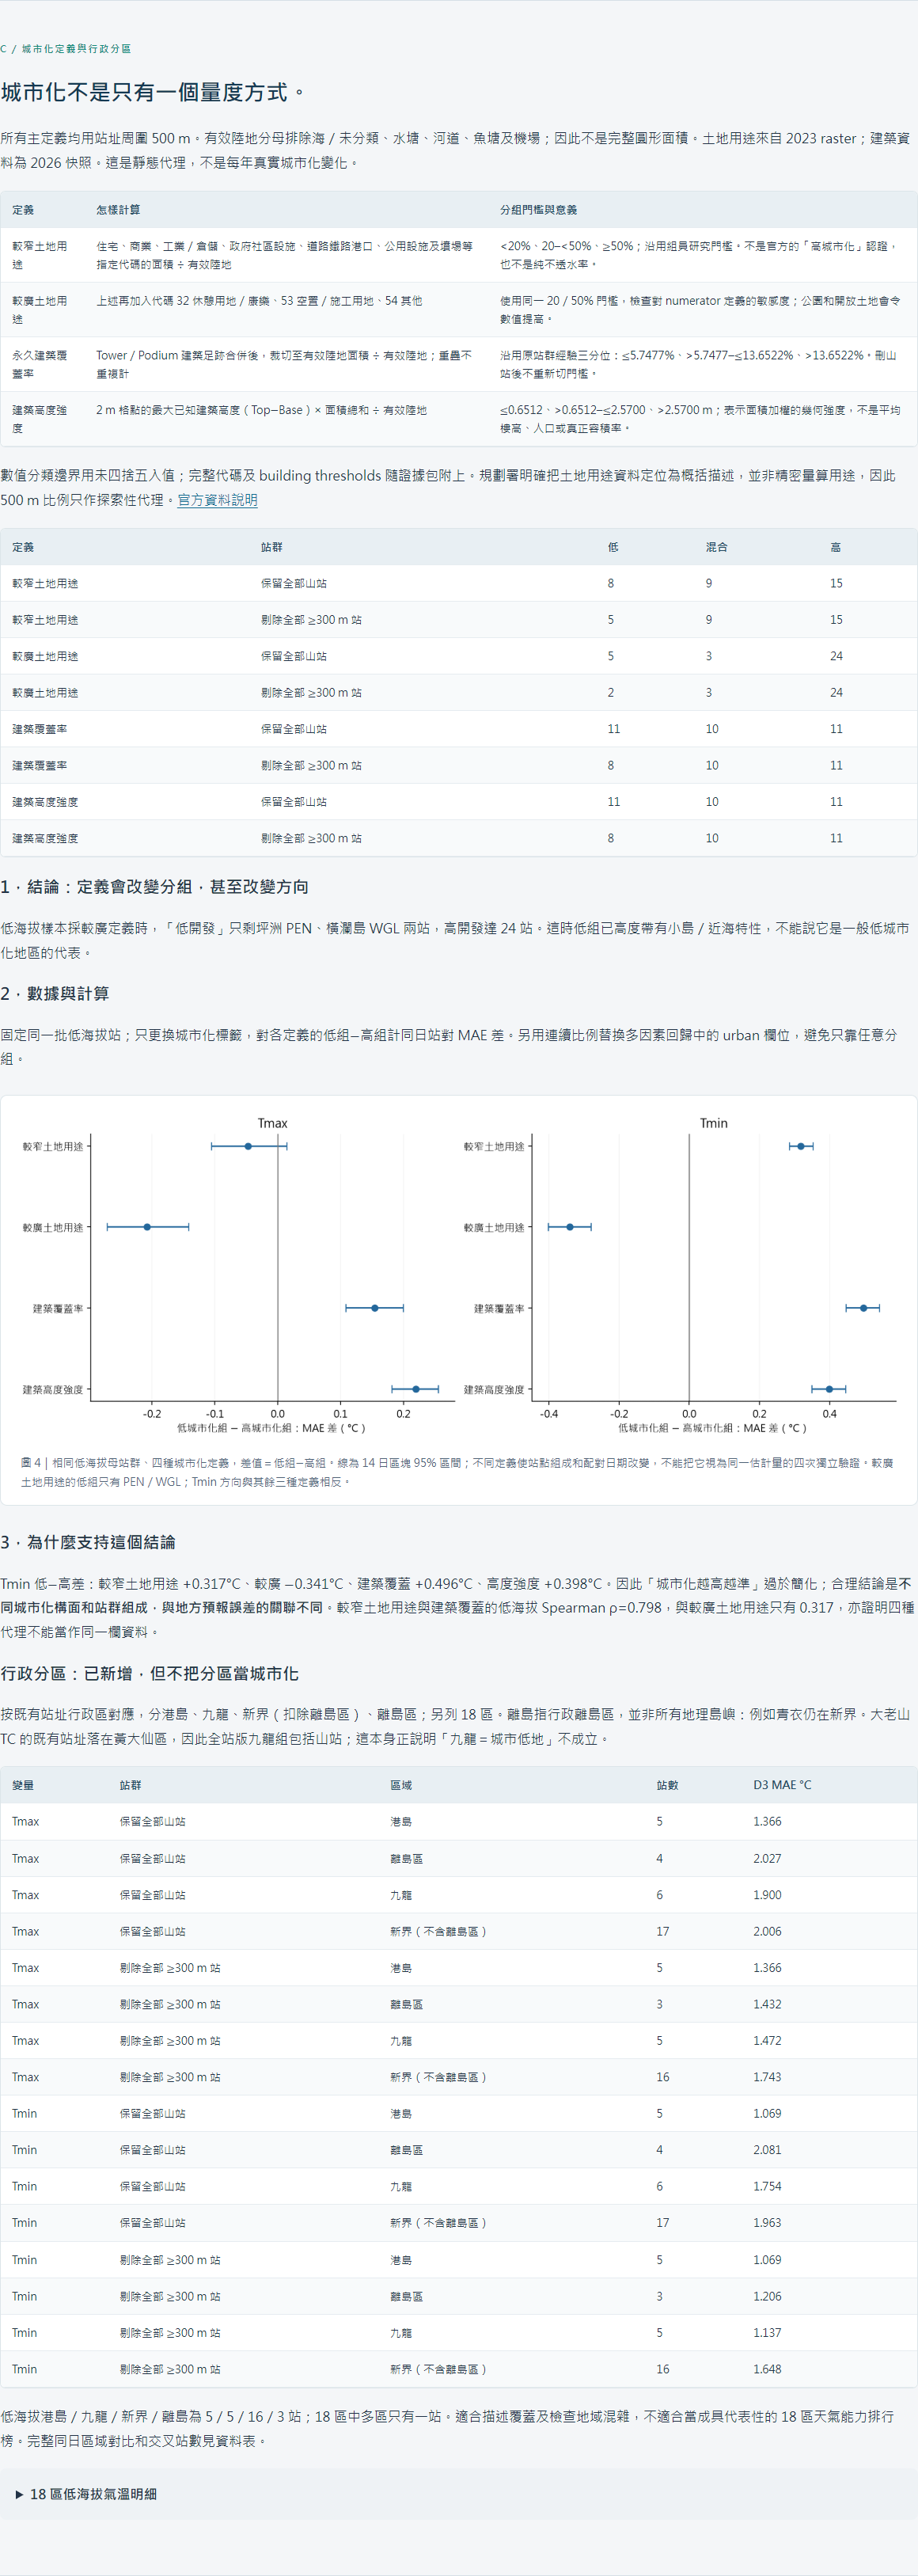 C / 城市化定義與行政分區
城市化不是只有一個量度方式。
所有主定義均用站址周圍 500 m。有效陸地分母排除海 / 未分類、水塘、河道、魚塘及機場；因此不是完整圓形面積。土地用途來自 2023 raster；建築資
料為 2026 快照。這是靜態代理，不是每年真實城市化變化。
定義 怎樣計算 分組門檻與意義
較窄土地用 住宅、商業、工業 / 倉儲、政府社區設施、道路鐵路港口、公用設施及墳場等 <20%、20–<50%、≥50%；沿用組員研究門檻。不是官方的「高城市化」認證，
途 指定代碼的面積 ÷ 有效陸地 也不是純不透水率。
較廣土地用 上述再加入代碼 32 休憩用地 / 康樂、53 空置 / 施工用地、54 其他 使用同一 20 / 50% 門檻，檢查對 numerator 定義的敏感度；公園和開放土地會令
途 數值提高。
永久建築覆 Tower / Podium 建築足跡合併後，裁切至有效陸地面積 ÷ 有效陸地；重疊不 沿用原站群經驗三分位：≤5.7477%、>5.7477–≤13.6522%、>13.6522%。刪山
蓋率 重複計 站後不重新切門檻。
建築高度強 2 m 格點的最大已知建築高度（Top−Base）× 面積總和 ÷ 有效陸地 ≤0.6512、>0.6512–≤2.5700、>2.5700 m；表示面積加權的幾何強度，不是平均
度 樓高、人口或真正容積率。
數值分類邊界用未四捨五入值；完整代碼及 building thresholds 隨證據包附上。規劃署明確把土地用途資料定位為概括描述，並非精密量算用途，因此
500 m 比例只作探索性代理。官方資料說明
定義 站群 低 混合 高
較窄土地用途 保留全部山站 8 9 15
較窄土地用途 剔除全部 ≥300 m 站 5 9 15
較廣土地用途 保留全部山站 5 3 24
較廣土地用途 剔除全部 ≥300 m 站 2 3 24
建築覆蓋率 保留全部山站 11 10 11
建築覆蓋率 剔除全部 ≥300 m 站 8 10 11
建築高度強度 保留全部山站 11 10 11
建築高度強度 剔除全部 ≥300 m 站 8 10 11
1．結論：定義會改變分組，甚至改變方向
低海拔樣本採較廣定義時，「低開發」只剩坪洲 PEN、橫瀾島 WGL 兩站，高開發達 24 站。這時低組已高度帶有小島 / 近海特性，不能說它是一般低城市
化地區的代表。
2．數據與計算
固定同一批低海拔站；只更換城市化標籤，對各定義的低組−高組計同日站對 MAE 差。另用連續比例替換多因素回歸中的 urban 欄位，避免只靠任意分
組。
Tmax
較窄土地用途
較廣土地用途
建築覆蓋率
建築高度強度
-0.2 -0.1 0.0 0.1 0.2
低城市化組 − 高城市化組：MAE 差（°C）
Tmin
較窄土地用途
較廣土地用途
建築覆蓋率
建築高度強度
-0.4 -0.2 0.0 0.2 0.4
低城市化組 − 高城市化組：MAE 差（°C）
圖 4｜相同低海拔母站群、四種城市化定義，差值＝低組−高組。線為 14 日區塊 95% 區間；不同定義使站點組成和配對日期改變，不能把它視為同一估計量的四次獨立驗證。較廣
土地用途的低組只有 PEN / WGL；Tmin 方向與其餘三種定義相反。
3．為什麼支持這個結論
Tmin 低−高差：較窄土地用途 +0.317°C、較廣 −0.341°C、建築覆蓋 +0.496°C、高度強度 +0.398°C。因此「城市化越高越準」過於簡化；合理結論是不
同城市化構面和站群組成，與地方預報誤差的關聯不同。較窄土地用途與建築覆蓋的低海拔 Spearman ρ=0.798，與較廣土地用途只有 0.317，亦證明四種
代理不能當作同一欄資料。
行政分區：已新增，但不把分區當城市化
按既有站址行政區對應，分港島、九龍、新界（扣除離島區）、離島區；另列 18 區。離島指行政離島區，並非所有地理島嶼：例如青衣仍在新界。大老山
TC 的既有站址落在黃大仙區，因此全站版九龍組包括山站；這本身正說明「九龍＝城市低地」不成立。
變量 站群 區域 站數 D3 MAE °C
Tmax 保留全部山站 港島 5 1.366
Tmax 保留全部山站 離島區 4 2.027
Tmax 保留全部山站 九龍 6 1.900
Tmax 保留全部山站 新界（不含離島區） 17 2.006
Tmax 剔除全部 ≥300 m 站 港島 5 1.366
Tmax 剔除全部 ≥300 m 站 離島區 3 1.432
Tmax 剔除全部 ≥300 m 站 九龍 5 1.472
Tmax 剔除全部 ≥300 m 站 新界（不含離島區） 16 1.743
Tmin 保留全部山站 港島 5 1.069
Tmin 保留全部山站 離島區 4 2.081
Tmin 保留全部山站 九龍 6 1.754
Tmin 保留全部山站 新界（不含離島區） 17 1.963
Tmin 剔除全部 ≥300 m 站 港島 5 1.069
Tmin 剔除全部 ≥300 m 站 離島區 3 1.206
Tmin 剔除全部 ≥300 m 站 九龍 5 1.137
Tmin 剔除全部 ≥300 m 站 新界（不含離島區） 16 1.648
低海拔港島 / 九龍 / 新界 / 離島為 5 / 5 / 16 / 3 站；18 區中多區只有一站。適合描述覆蓋及檢查地域混雜，不適合當成具代表性的 18 區天氣能力排行
榜。完整同日區域對比和交叉站數見資料表。
▶ 18 區低海拔氣溫明細